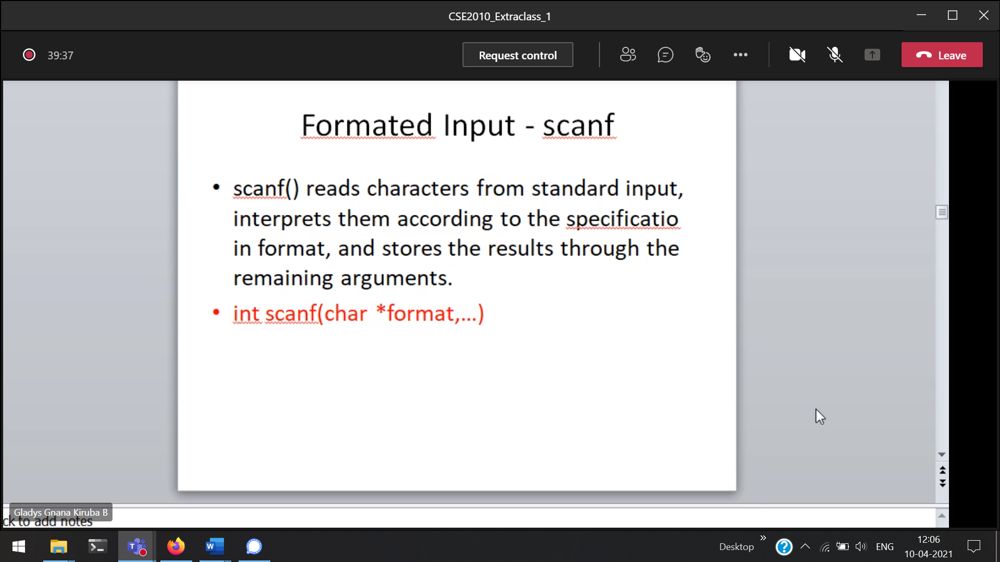 CSE2010_Extraclass_1
39:37
Request control
Leave
Formated Input - scanf
• scanf() reads characters from standard input,
interprets them according to the specificatio
in format, and stores the results through the
remaining arguments.
• int scanf(char *format,...)
Gladys Gnana Kiruba B
ck to add notes
Desktop
ENG
12:06
10-04-2021